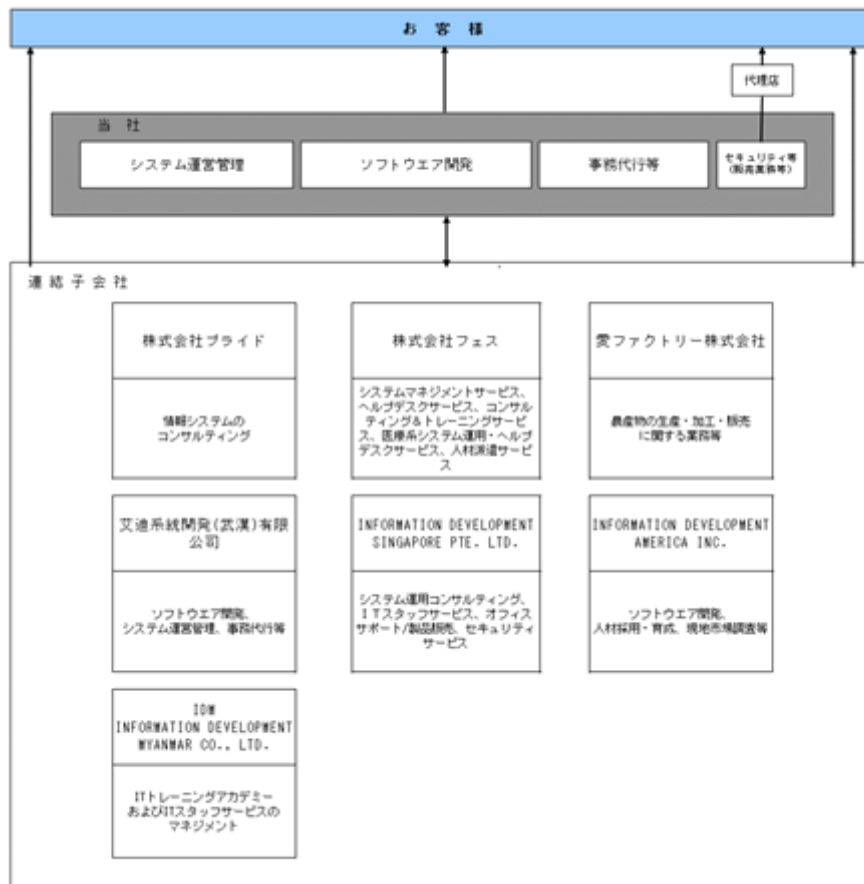 お客様
代理店
当社
システム運営管理
ソフトウエア開発
事務代行等
セキュリティ等
(販売業務等)
連結子会社
株式会社プライド
情報システムの
コンサルティング
株式会社フェス
システムマネジメントサービス、
ヘルプデスクサービス、コンサル
ティング&トレーニングサービ
ス、医療系システム運用・ヘルプ
デスクサービス、人材派遣サービ
ス
愛ファクトリー株式会社
農産物の生産・加工・販売
に関する業務等
艾迪系統開発(武漢)有限
公司
ソフトウエア開発、
システム運営管理、事務代行等
INFORMATION DEVELOPMENT
SINGAPORE PTE. LTD.
システム運用コンサルティング、
ITスタッフサービス、オフィス
サポート/製品販売、セキュリティ
サービス
INFORMATION DEVELOPMENT
AMERICA INC.
ソフトウエア開発、
人材採用・育成、現地市場調査等
IDM
INFORMATION DEVELOPMENT
MYANMAR CO., LTD.
ITトレーニングアカデミー
およびITスタッフサービスの
マネジメント